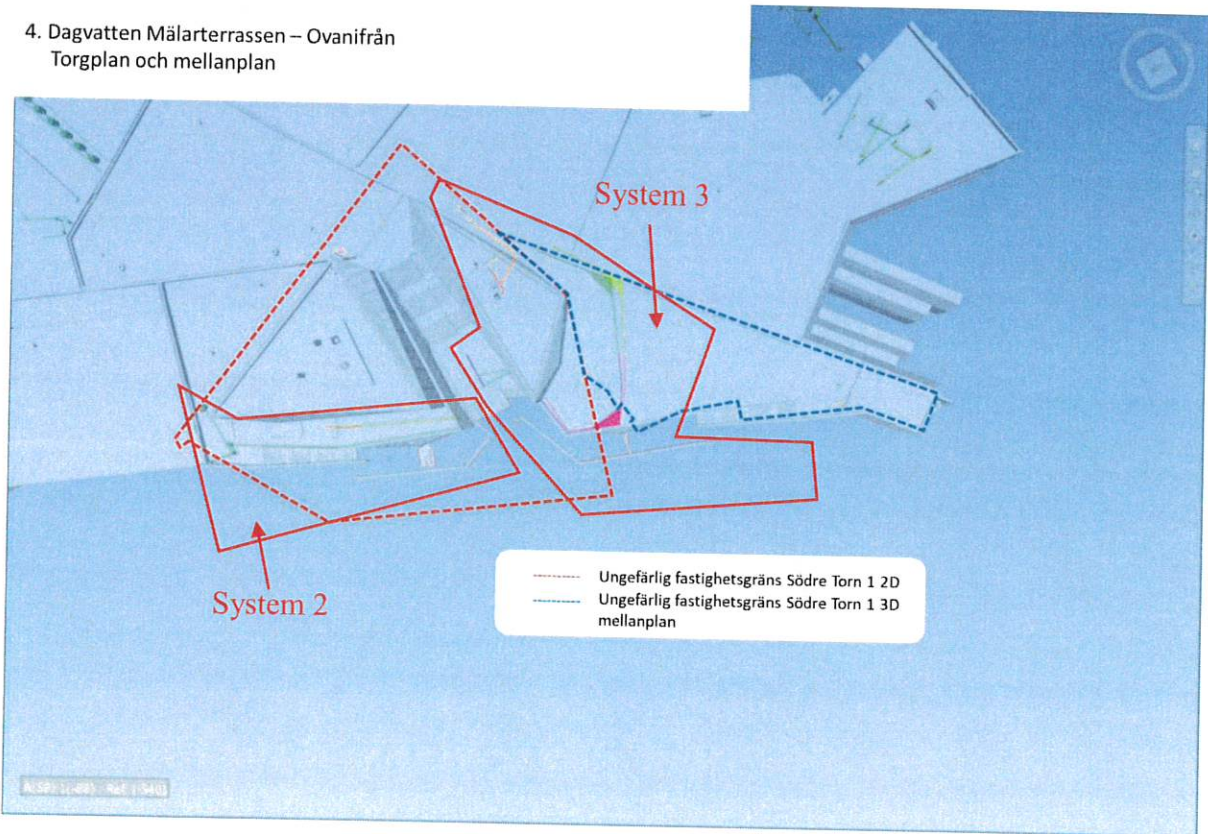 4. Dagvatten Mälarterrassen – Ovanifrån
Torgplan och mellanplan
System 3
System 2
Ungefärlig fastighetsgräns Södre Torn 1 2D
Ungefärlig fastighetsgräns Södre Torn 1 3D
mellanplan